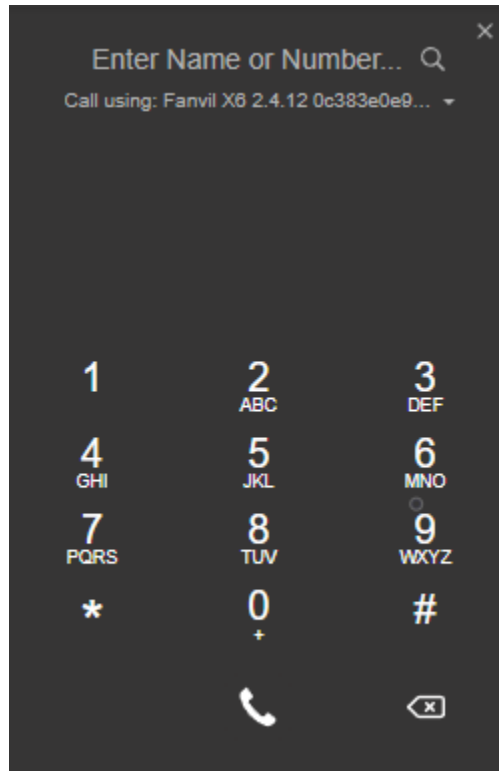 Enter Name or Number...
Call using: Fanvil X6 2.4.12 0c383e0e9...
1 2 3
ABC DEF
4 5 6
GHI JKL MNO
7 8 9
PQRS TUV WXYZ
* 0 #
+